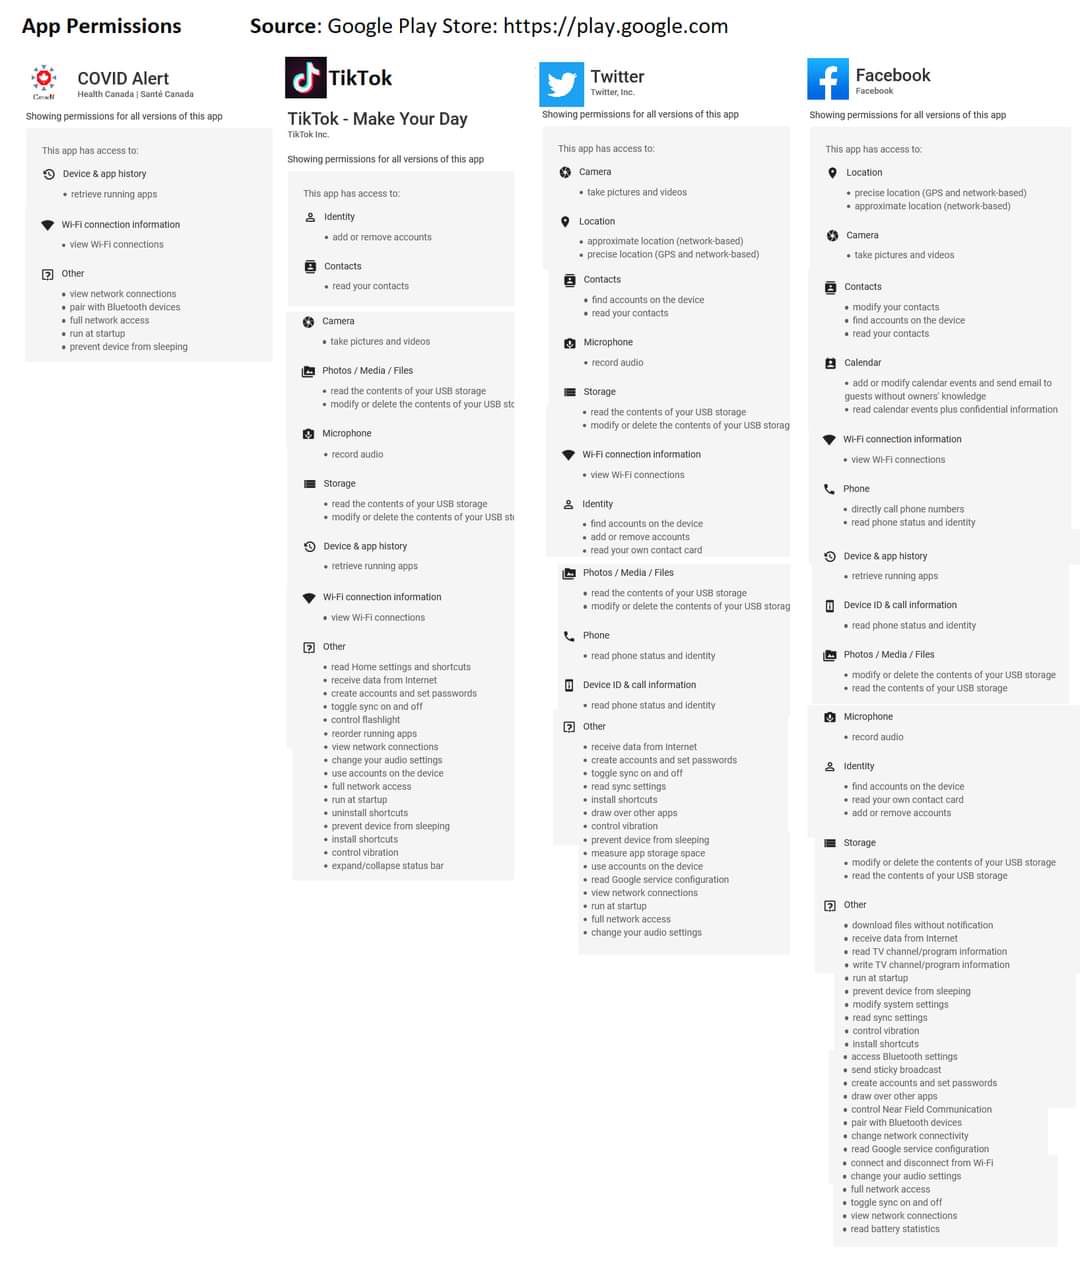 App Permissions
Source: Google Play Store: https://play.google.com
Canadä
COVID Alert
Health Canada | Santé Canada
Showing permissions for all versions of this app
This app has access to:
Device & app history
• retrieve running apps
Wi-Fi connection information
• view Wi-Fi connections
Other
• view network connections
• pair with Bluetooth devices
• full network access
• run at startup
• prevent device from sleeping
TikTok
TikTok - Make Your Day
TikTok Inc.
Showing permissions for all versions of this app
This app has access to:
Identity
• add or remove accounts
Contacts
• read your contacts
Camera
• take pictures and videos
Photos / Media / Files
• read the contents of your USB storage
• modify or delete the contents of your USB stc
Microphone
• record audio
Storage
• read the contents of your USB storage
• modify or delete the contents of your USB st
Device & app history
• retrieve running apps
Wi-Fi connection information
• view Wi-Fi connections
Other
• read Home settings and shortcuts
• receive data from Internet
• create accounts and set passwords
• toggle sync on and off
• control flashlight
• reorder running apps
• view network connections
• change your audio settings
• use accounts on the device
• full network access
• run at startup
• uninstall shortcuts
• prevent device from sleeping
• install shortcuts
• control vibration
• expand/collapse status bar
Twitter
Twitter, Inc.
Showing permissions for all versions of this app
This app has access to:
Camera
• take pictures and videos
Location
• approximate location (network-based)
• precise location (GPS and network-based)
Contacts
• find accounts on the device
• read your contacts
Microphone
• record audio
Storage
• read the contents of your USB storage
• modify or delete the contents of your USB storag
Wi-Fi connection information
• view Wi-Fi connections
Identity
• find accounts on the device
• add or remove accounts
• read your own contact card
Photos / Media / Files
• read the contents of your USB storage
• modify or delete the contents of your USB storag
Phone
• read phone status and identity
Device ID & call information
• read phone status and identity
Other
• receive data from Internet
• create accounts and set passwords
• toggle sync on and off
• read sync settings
• install shortcuts
• draw over other apps
• control vibration
• prevent device from sleeping
• measure app storage space
• use accounts on the device
• read Google service configuration
• view network connections
• run at startup
• full network access
• change your audio settings
Facebook
Facebook
Showing permissions for all versions of this app
This app has access to:
Location
• precise location (GPS and network-based)
• approximate location (network-based)
Camera
• take pictures and videos
Contacts
• modify your contacts
• find accounts on the device
• read your contacts
Calendar
• add or modify calendar events and send email to
guests without owners' knowledge
• read calendar events plus confidential information
Wi-Fi connection information
• view Wi-Fi connections
Phone
• directly call phone numbers
• read phone status and identity
Device & app history
• retrieve running apps
Device ID & call information
• read phone status and identity
Photos / Media / Files
• modify or delete the contents of your USB storage
• read the contents of your USB storage
Microphone
• record audio
Identity
• find accounts on the device
• read your own contact card
• add or remove accounts
Storage
• modify or delete the contents of your USB storage
• read the contents of your USB storage
Other
• download files without notification
• receive data from Internet
• read TV channel/program information
• write TV channel/program information
• run at startup
• prevent device from sleeping
• modify system settings
• read sync settings
• control vibration
• install shortcuts
• access Bluetooth settings
• send sticky broadcast
• create accounts and set passwords
• draw over other apps
• control Near Field Communication
• pair with Bluetooth devices
• change network connectivity
• read Google service configuration
• connect and disconnect from Wi-Fi
• change your audio settings
• full network access
• toggle sync on and off
• view network connections
• read battery statistics